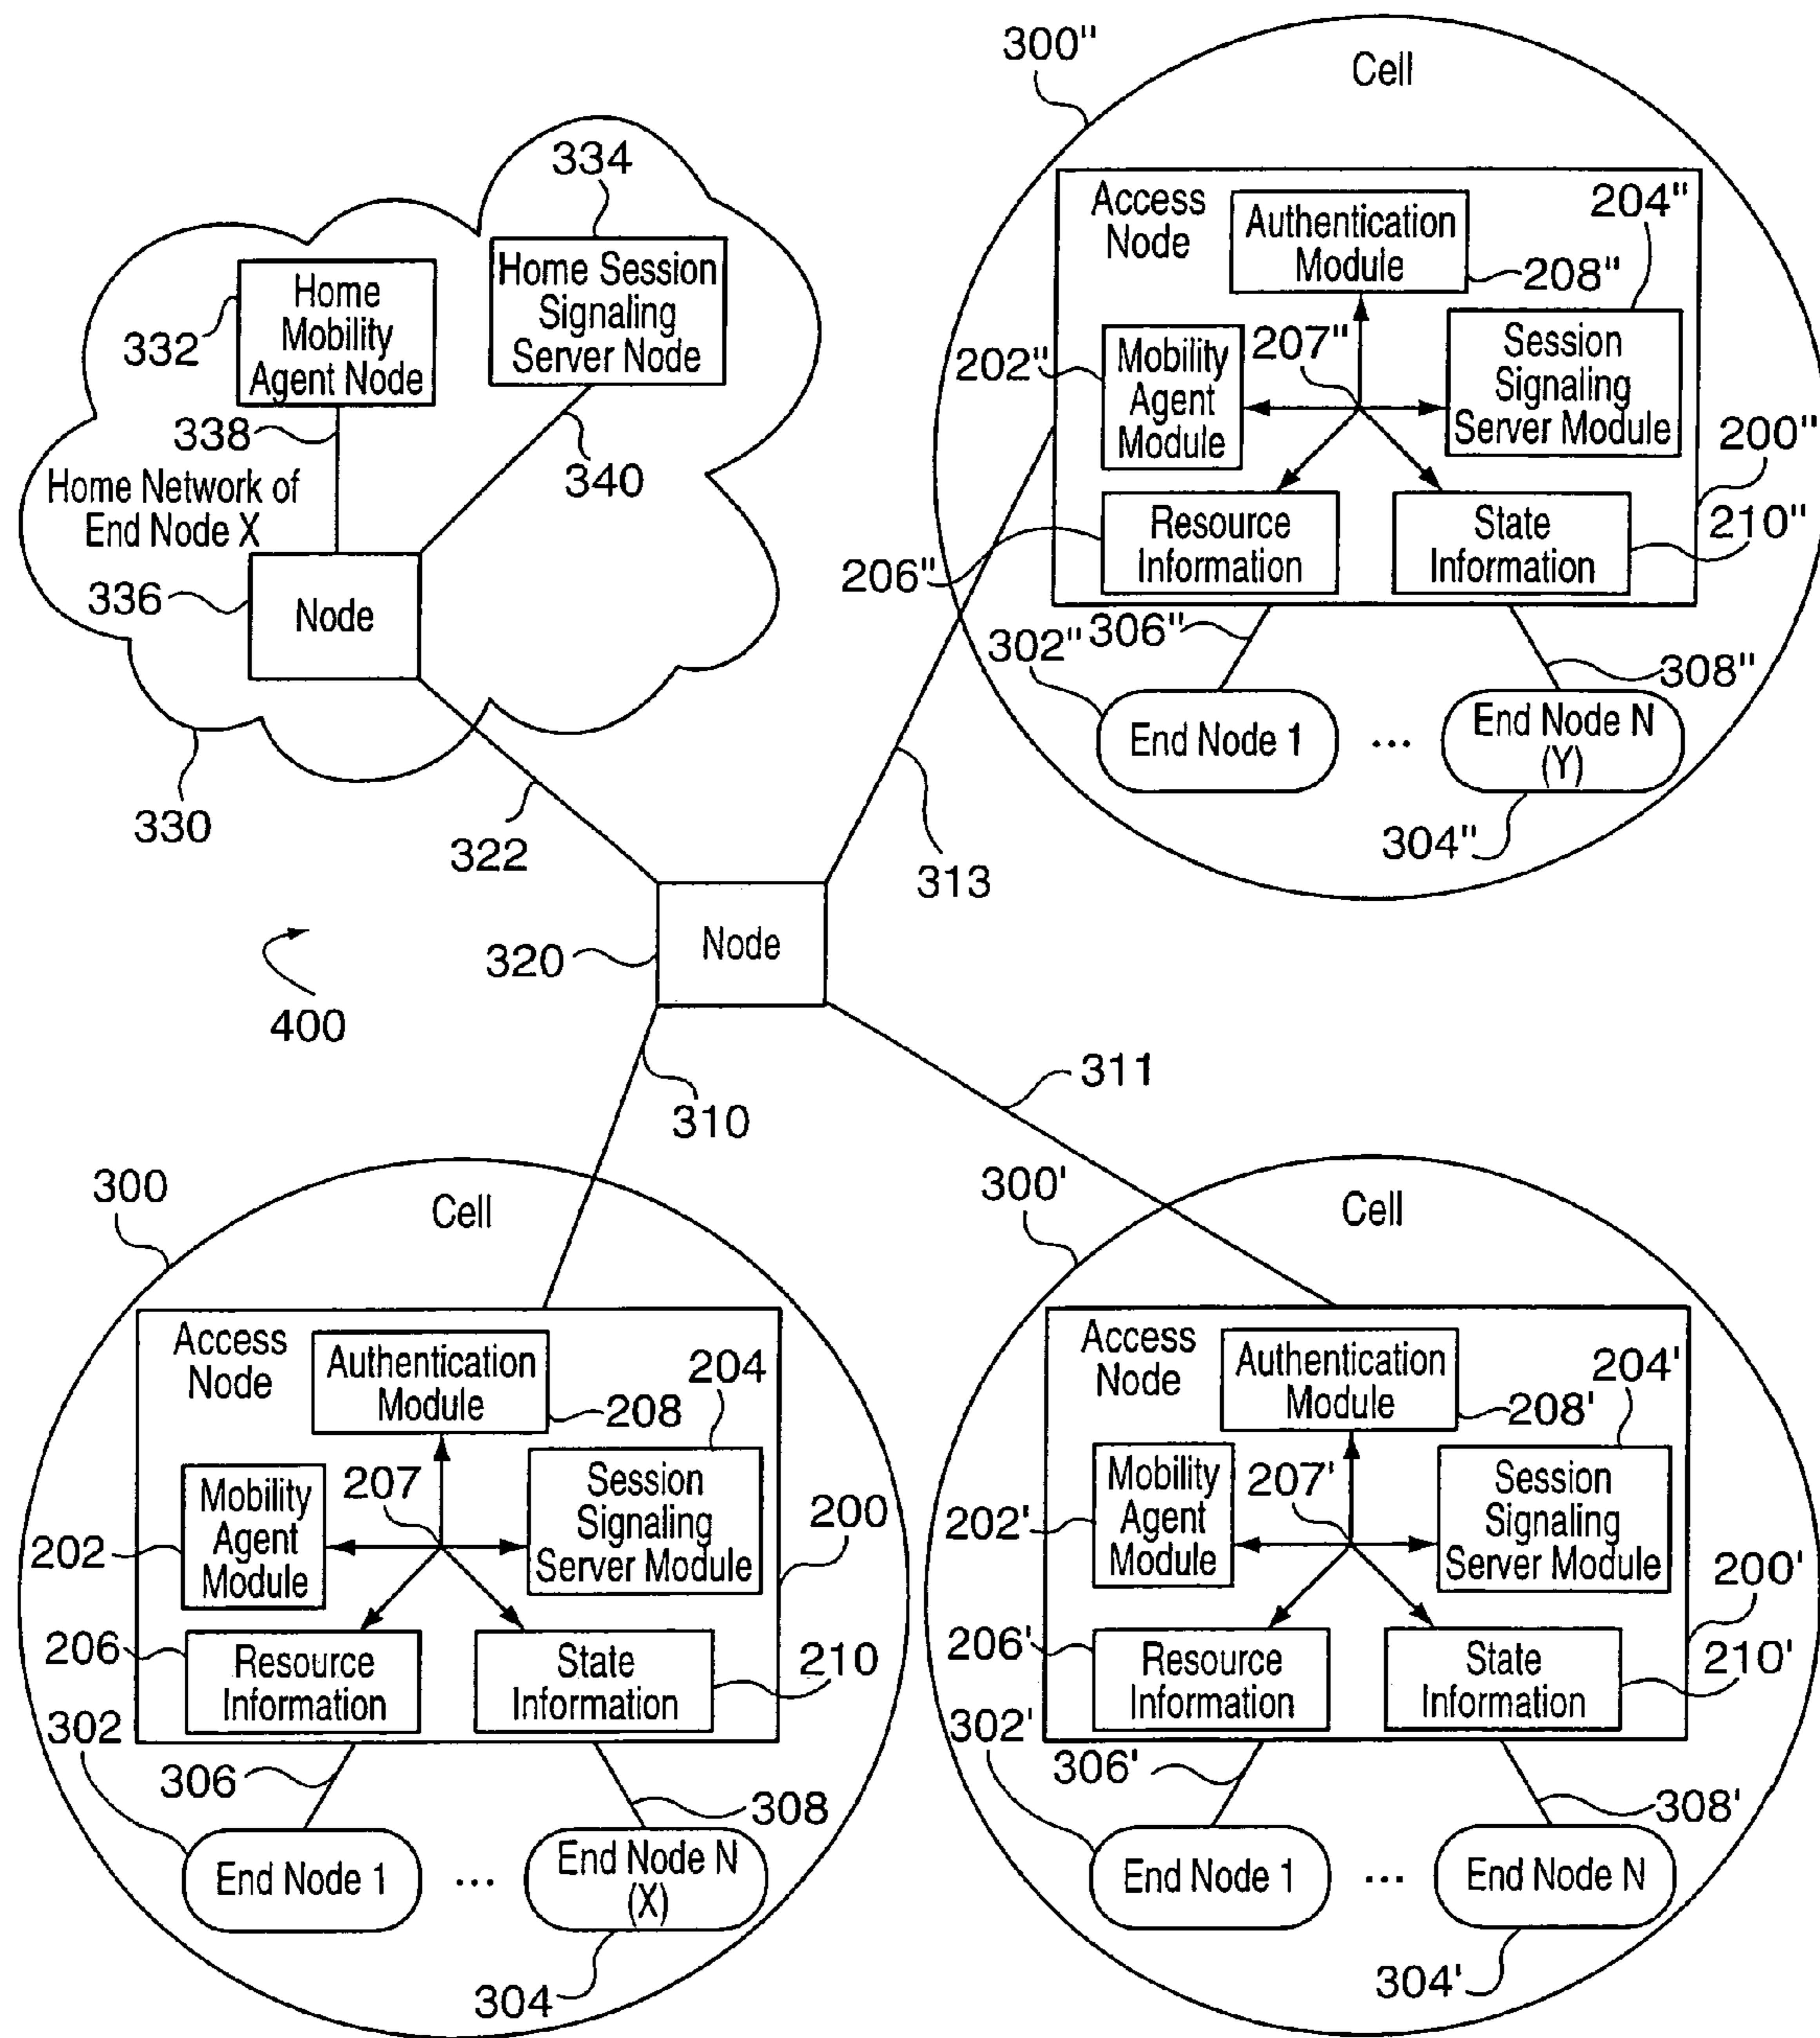 300"
Cell
334
Access
Node
Authentication
Module
204"
208"
Home Session
Signaling
Server Node
Home
Mobility
Agent Node
332
207"
202"
Mobility
Agent
Module
Session
Signaling
Server Module
338
340
200"
Home Network of
End Node X
Resource
Information
State
Information
210"
206"
336
Node
306"
302"
308"
End Node 1
...
End Node N
(Y)
330
322
304"
313
320
Node
400
311
310
300
Cell
300'
Cell
Access
Node
Authentication
Module
204
208
207
202
Mobility
Agent
Module
Session
Signaling
Server Module
200
206
Resource
Information
State
Information
210
302
306
308
End Node 1
...
End Node N
(X)
304
Access
Node
Authentication
Module
204'
208'
207'
202'
Mobility
Agent
Module
Session
Signaling
Server Module
200'
206'
Resource
Information
State
Information
210'
302'
306'
308'
End Node 1
...
End Node N
304'